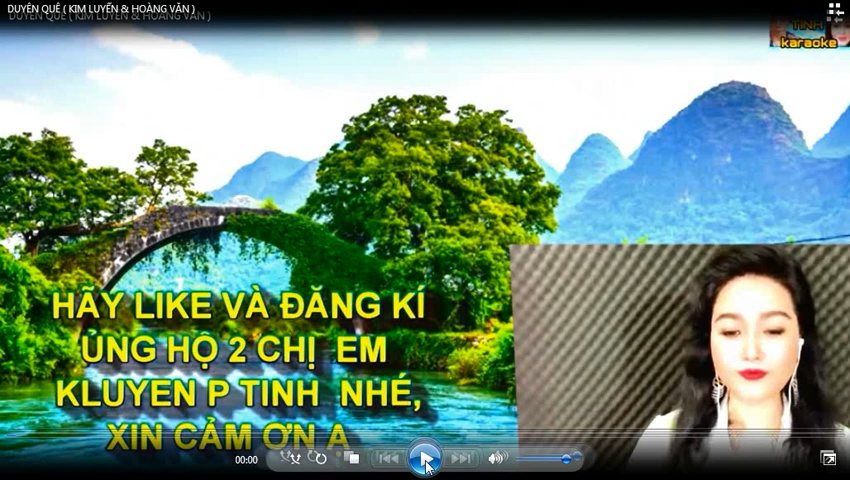 DUYÊN QUÊ ( KIM LUYẾN & HOÀNG VÂN )
DUYÊN QUÊ ( KIM LUYẾN & HOÀNG VÂN )
TINH
karaoke
HÃY LIKE VÀ ĐĂNG KÍ
ỦNG HỘ 2 CHỊ EM
KLUYEN P TINH NHÉ,
XIN CẢM ƠN A
00:00